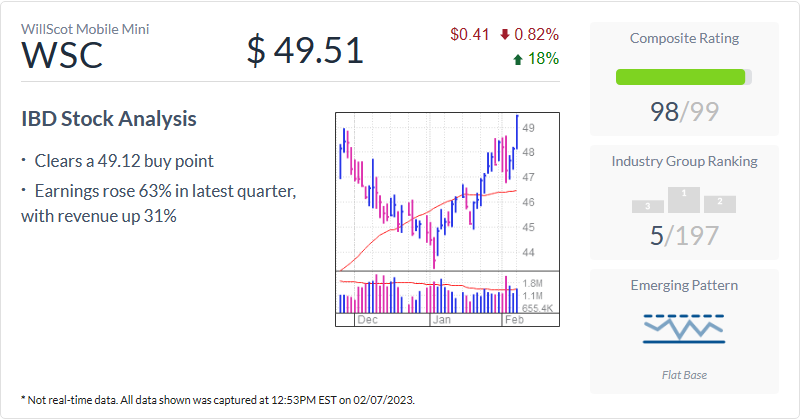 WillScot Mobile Mini
WSC
$ 49.51
$0.41 0.82%
18%
IBD Stock Analysis
· Clears a 49.12 buy point
· Earnings rose 63% in latest quarter,
with revenue up 31%
49
48
47
46
45
44
1.8M
1.1M
655.4K
Dec
Jan
Feb
Composite Rating
98/99
Industry Group Ranking
3
1
2
5/197
Emerging Pattern
Flat Base
* Not real-time data. All data shown was captured at 12:53PM EST on 02/07/2023.